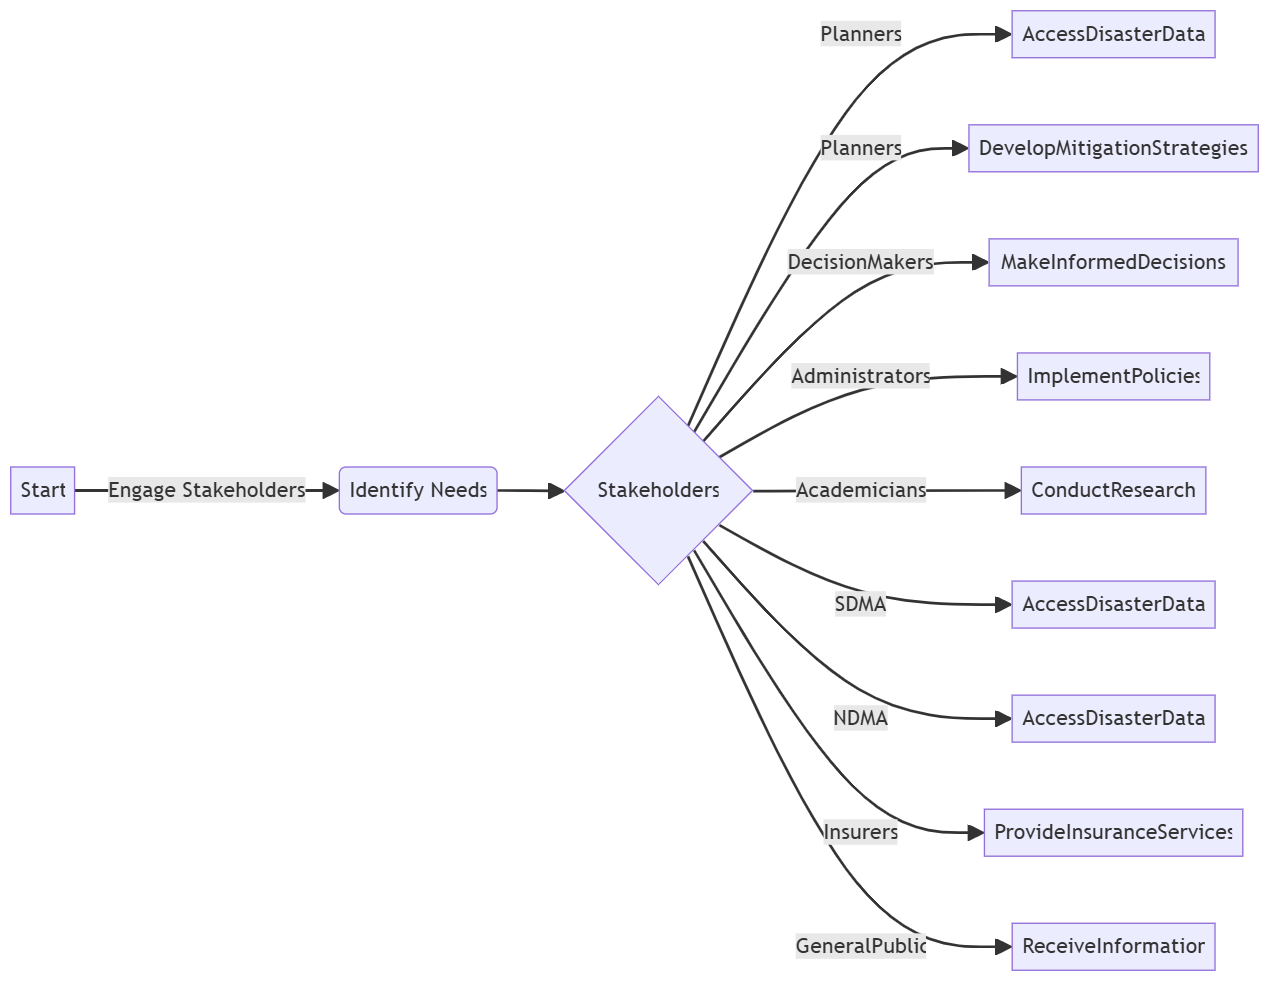 Planners
AccessDisasterData
Planners
DevelopMitigationStrategies
DecisionMakers
MakeInformedDecisions
Administrators
ImplementPolicies
Start
Engage Stakeholders
Identify Needs
Stakeholders
Academicians
ConductResearch
SDMA
AccessDisasterData
NDMA
AccessDisasterData
Insurers
ProvideInsuranceServices
GeneralPublic
ReceiveInformation